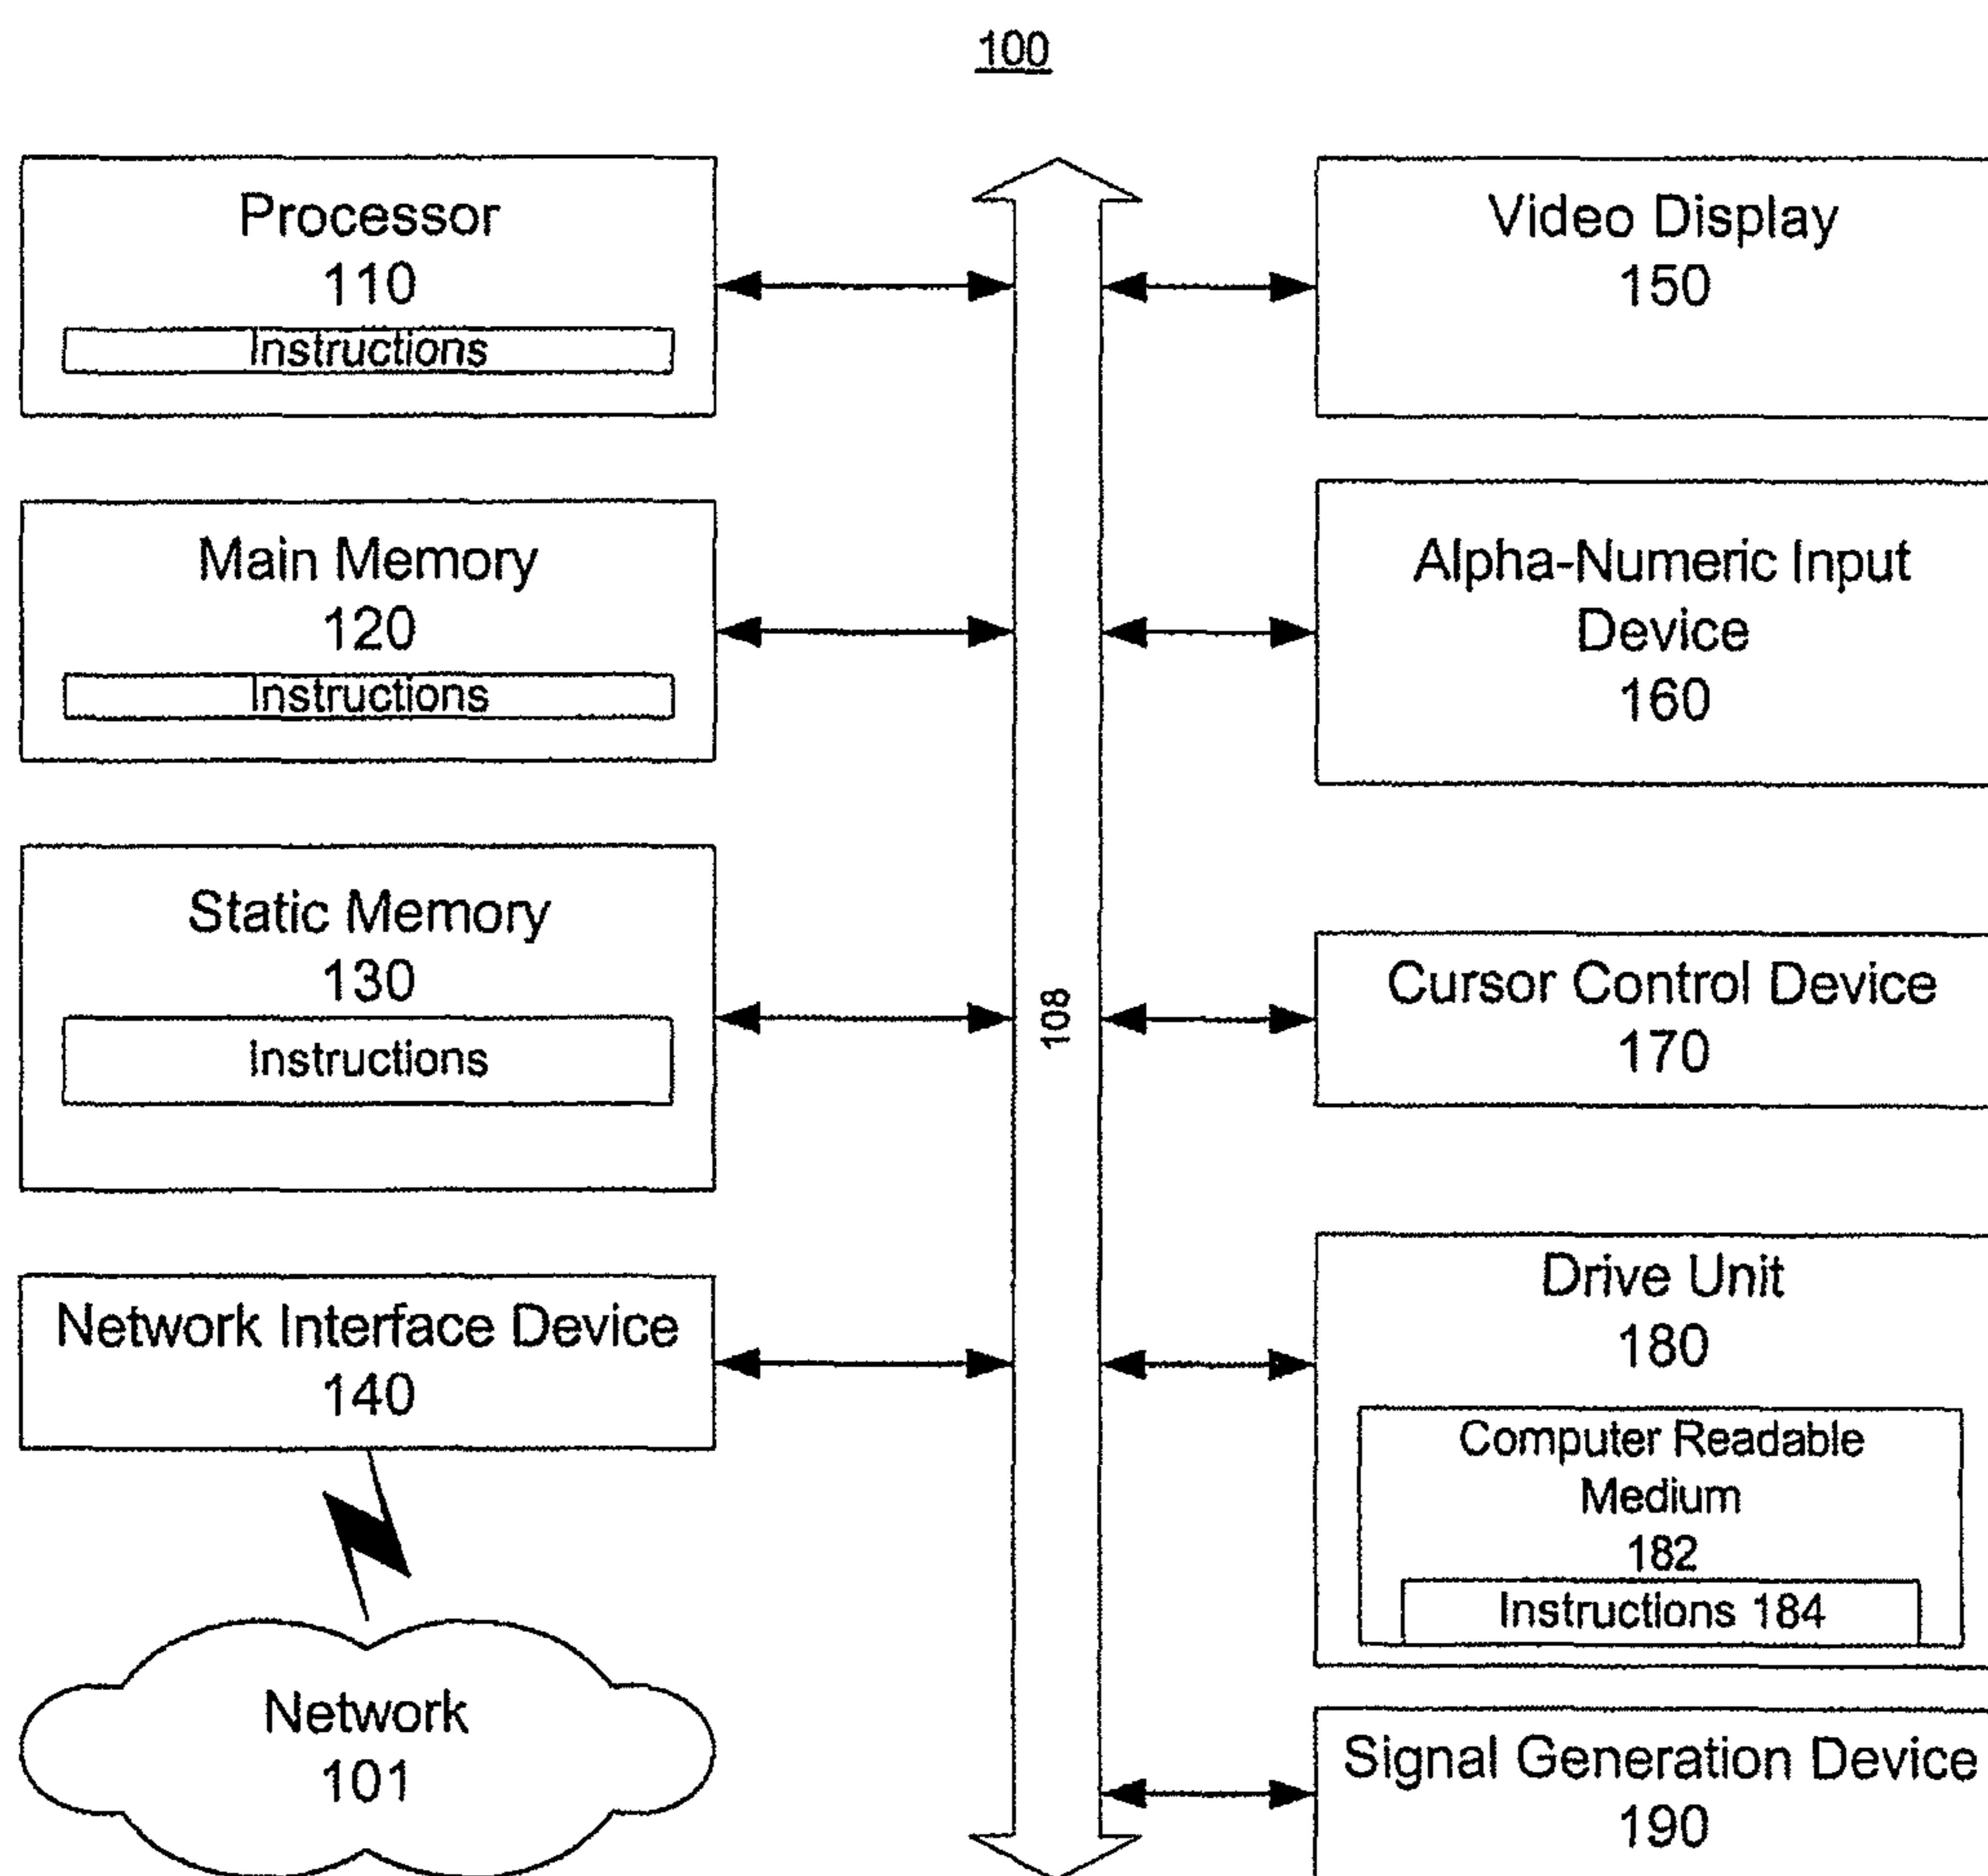 100
Processor
110
Instructions
Main Memory
120
Instructions
Static Memory
130
Instructions
Network Interface Device
140
Network
101
108
Video Display
150
Alpha-Numeric Input
Device
160
Cursor Control Device
170
Drive Unit
180
Computer Readable
Medium
182
Instructions 184
Signal Generation Device
190